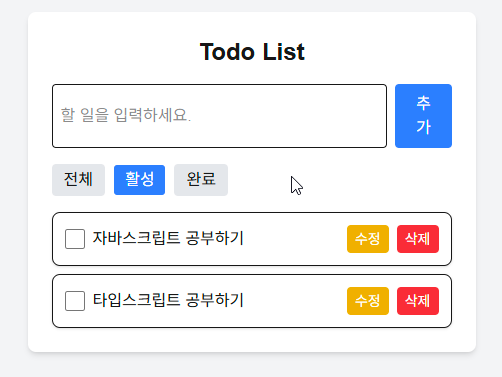 Todo List
할 일을 입력하세요.
추
가
전체 활성 완료
자바스크립트 공부하기 수정 삭제
타입스크립트 공부하기 수정 삭제